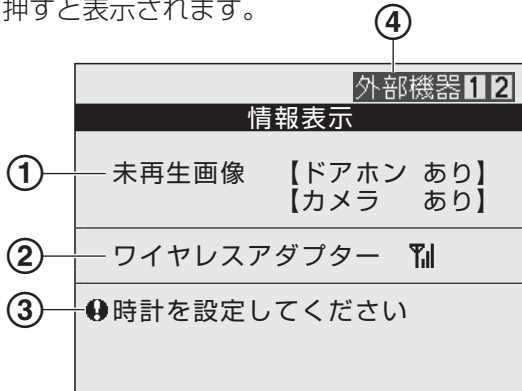 押すと表示されます。
④
外部機器12
情報表示
① 未再生画像 【ドアホン あり】
【カメラ あり】
② ワイヤレスアダプター
③ 時計を設定してください